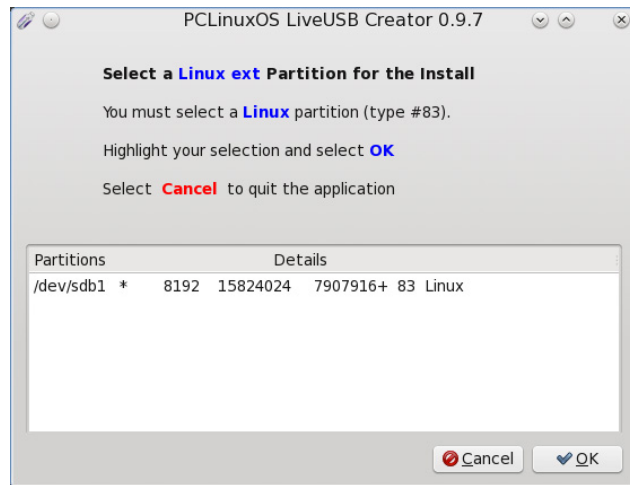 PCLinuxOS LiveUSB Creator 0.9.7
Select a Linux ext Partition for the Install
You must select a Linux partition (type #83).
Highlight your selection and select OK
Select Cancel to quit the application
Partitions Details
/dev/sdb1 * 8192 15824024 7907916+ 83 Linux
Cancel OK